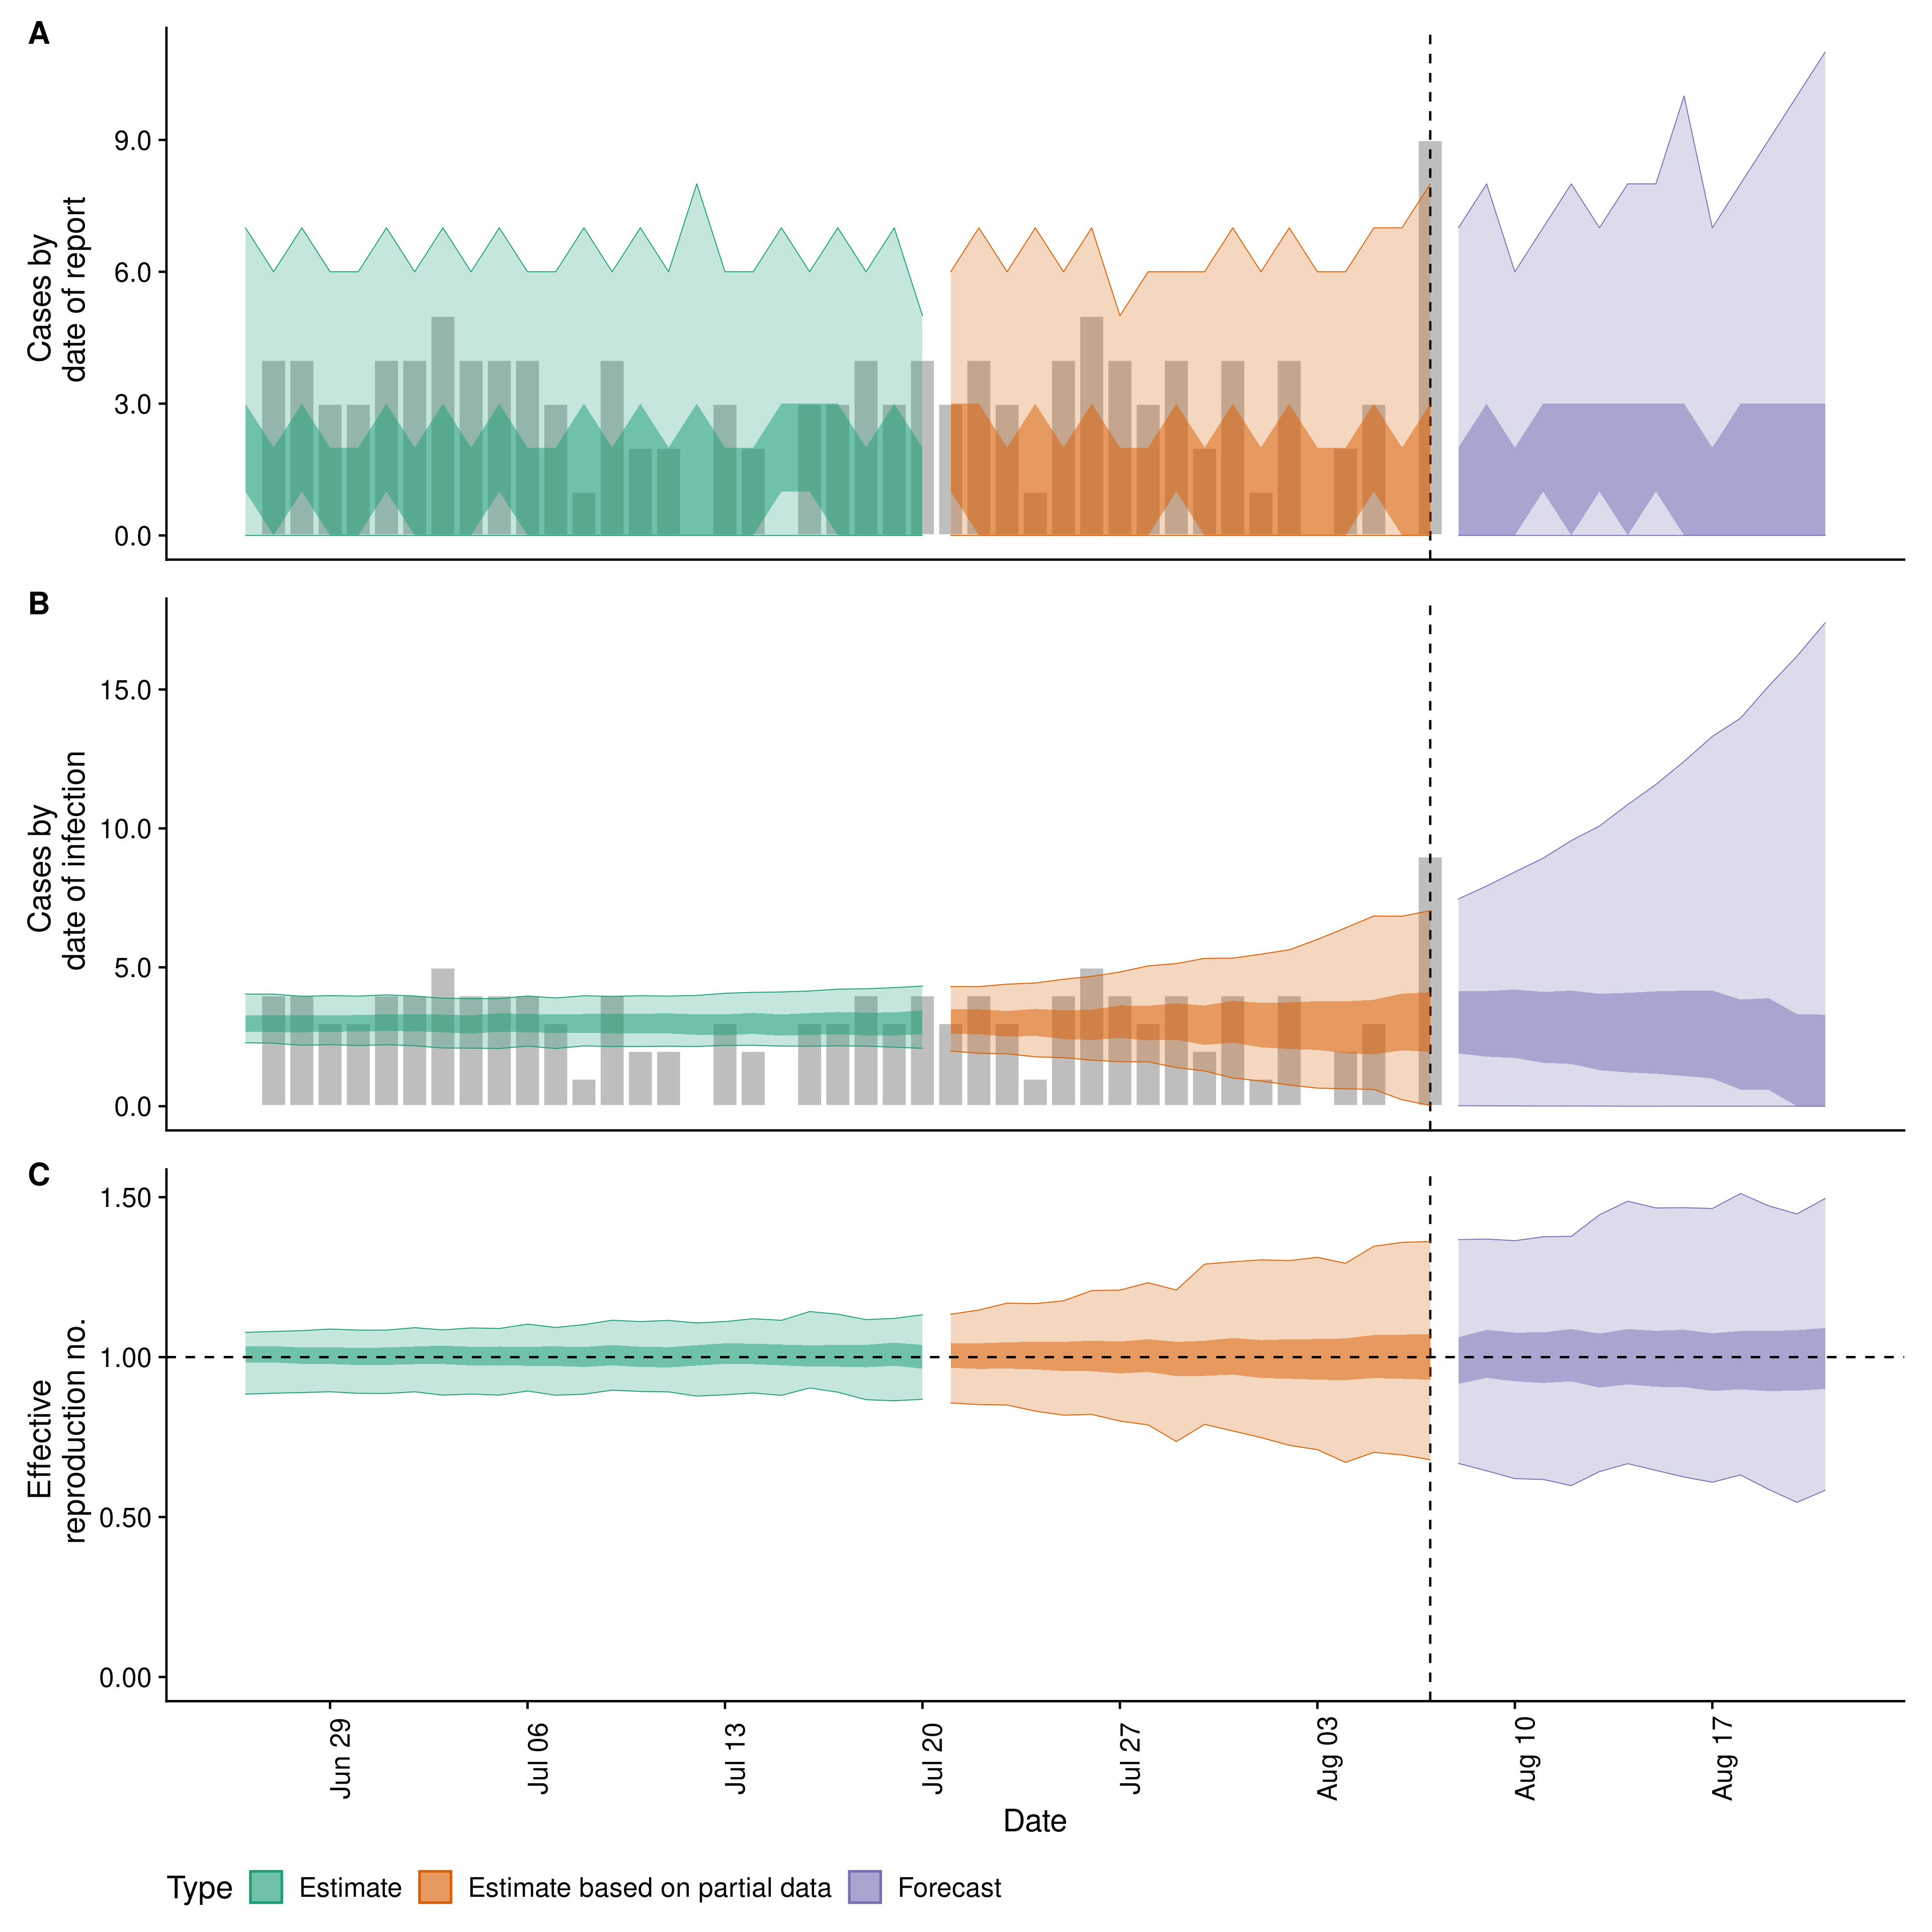 A
Cases by
date of report
9.0
6.0
3.0
0.0
B
Cases by
date of infection
15.0
10.0
5.0
0.0
C
Effective
reproduction no.
1.50
1.00
0.50
0.00
Jun 29
Jul 06
Jul 13
Jul 20
Jul 27
Aug 03
Aug 10
Aug 17
Date
Type Estimate Estimate based on partial data Forecast